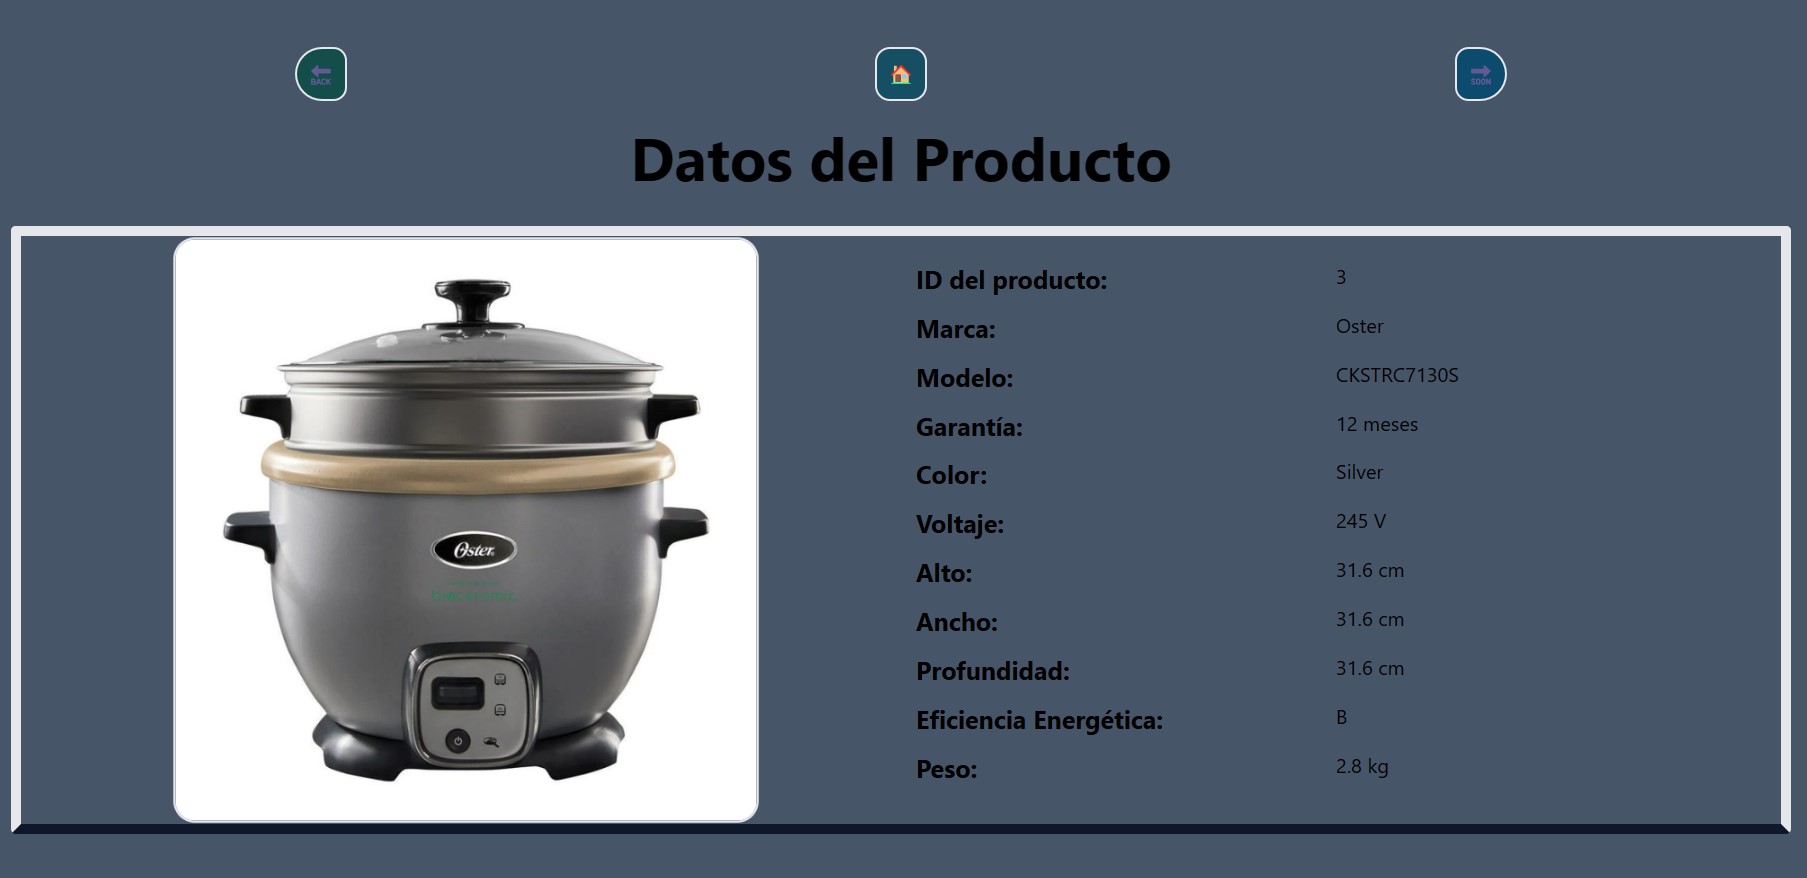 BACK
SOON
Datos del Producto
Oster
ID del producto: 3
Marca: Oster
Modelo: CKSTRC7130S
Garantía: 12 meses
Color: Silver
Voltaje: 245 V
Alto: 31.6 cm
Ancho: 31.6 cm
Profundidad: 31.6 cm
Eficiencia Energética: B
Peso: 2.8 kg